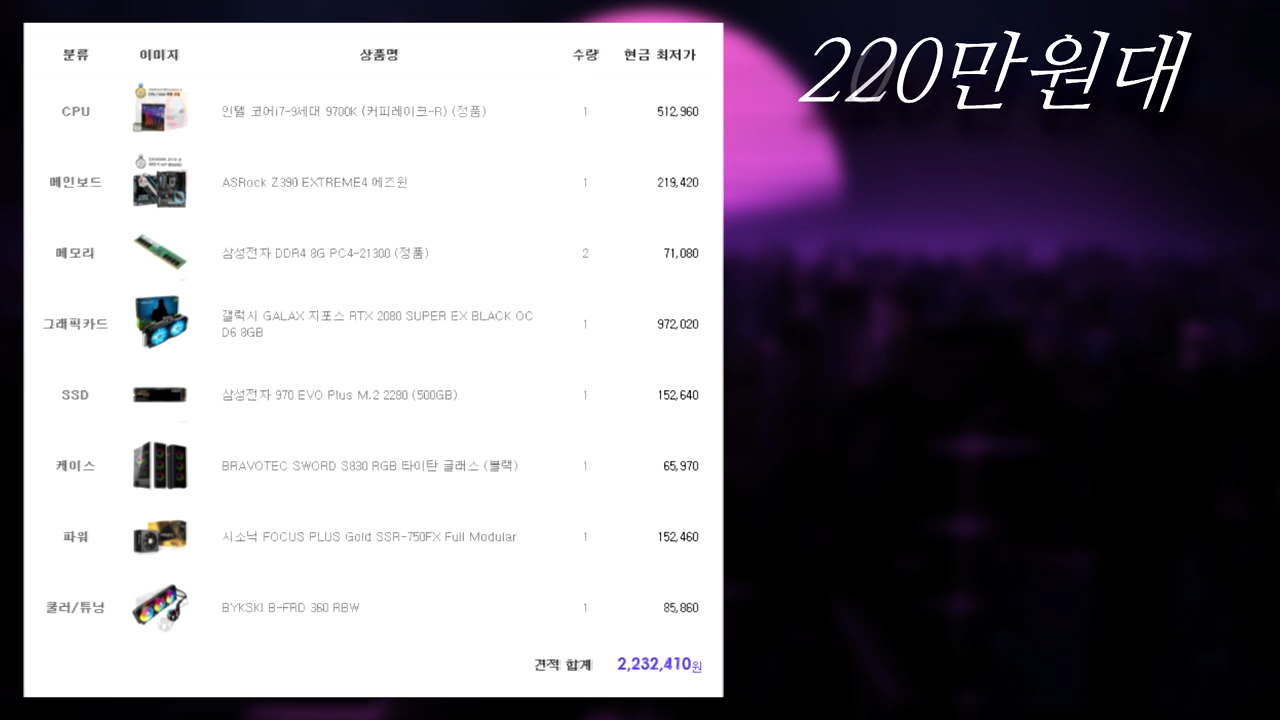 220만원대
분류 이미지 상품명 수량 현금 최저가
CPU 인텔 코어i7-9세대 9700K (커피레이크-R) (정품) 1 512,960
메인보드 ASRock Z390 EXTREME4 에즈윈 1 219,420
메모리 삼성전자 DDR4 8G PC4-21300 (정품) 2 71,080
그래픽카드 갤럭시 GALAX 지포스 RTX 2080 SUPER EX BLACK OC
D6 8GB 1 972,020
SSD 삼성전자 970 EVO Plus M.2 2280 (500GB) 1 152,640
케이스 BRAVOTEC SWORD S830 RGB 타이탄 글래스 (블랙) 1 65,970
파워 시소닉 FOCUS PLUS Gold SSR-750FX Full Modular 1 152,460
쿨러/튜닝 BYKSKI B-FRD 360 RBW 1 85,860
견적 합계 2,232,410원